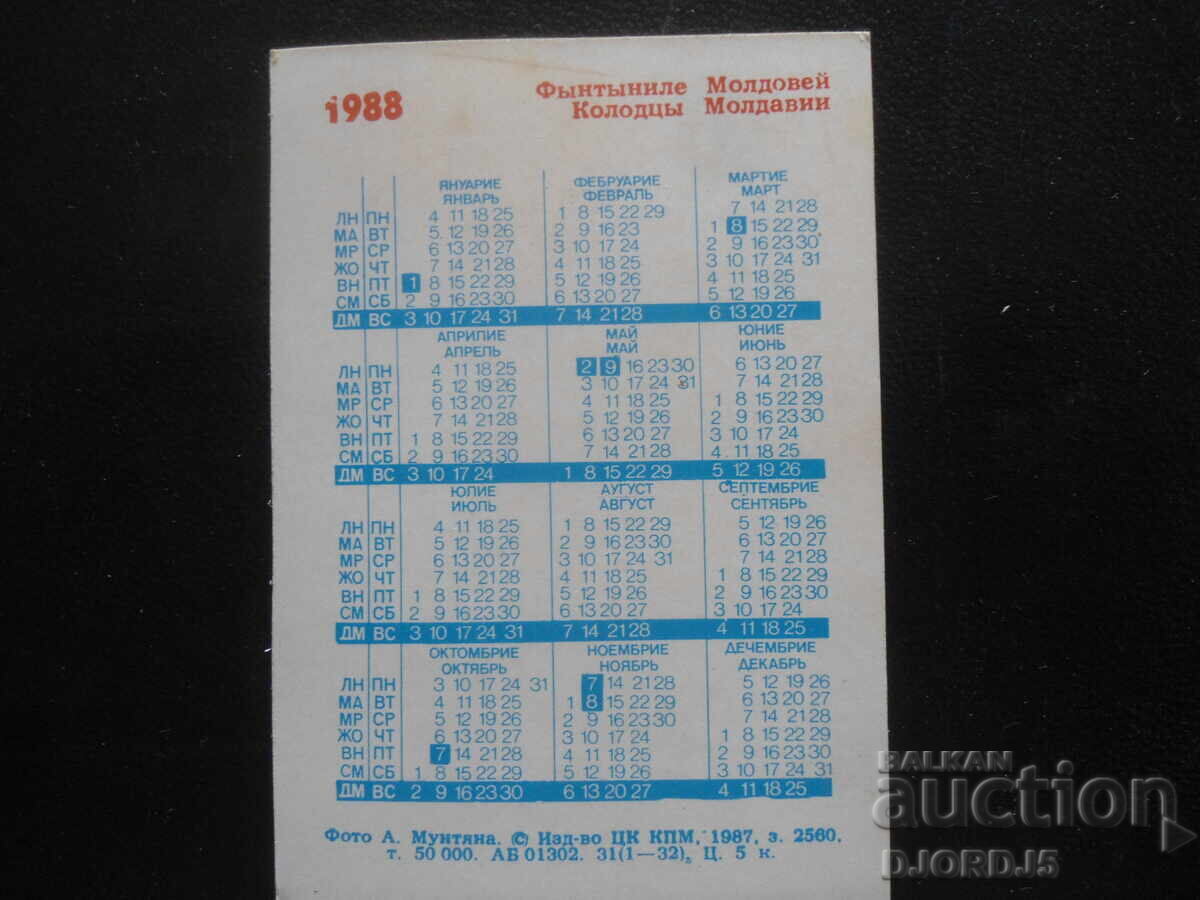 1988
Фынтыниле Молдовей
Колодцы Молдавии
ЯНУАРИЕ ФЕБРУАРИЕ МАРТИЕ
ЯНВАРЬ ФЕВРАЛЬ МАРТ
ЛН ПН 4 11 18 25 1 8 15 22 29 7 14 21 28
МА ВТ 5 12 19 26 2 9 16 23 1 8 15 22 29
МР СР 6 13 20 27 3 10 17 24 2 9 16 23 30
ЖО ЧТ 7 14 21 28 4 11 18 25 3 10 17 24 31
ВН ПТ 1 8 15 22 29 5 12 19 26 4 11 18 25
СМ СБ 2 9 16 23 30 6 13 20 27 5 12 19 26
ДМ ВС 3 10 17 24 31 7 14 21 28 6 13 20 27
АПРИЛИЕ МАЙ ЮНИЕ
АПРЕЛЬ МАЙ ИЮНЬ
ЛН ПН 4 11 18 25 2 9 16 23 30 6 13 20 27
МА ВТ 5 12 19 26 3 10 17 24 31 7 14 21 28
МР СР 6 13 20 27 4 11 18 25 1 8 15 22 29
ЖО ЧТ 7 14 21 28 5 12 19 26 2 9 16 23 30
ВН ПТ 1 8 15 22 29 6 13 20 27 3 10 17 24
СМ СБ 2 9 16 23 30 7 14 21 28 4 11 18 25
ДМ ВС 3 10 17 24 1 8 15 22 29 5 12 19 26
ЮЛИЕ АУГУСТ СЕПТЕМБРИЕ
ИЮЛЬ АВГУСТ СЕНТЯБРЬ
ЛН ПН 4 11 18 25 1 8 15 22 29 5 12 19 26
МА ВТ 5 12 19 26 2 9 16 23 30 6 13 20 27
МР СР 6 13 20 27 3 10 17 24 31 7 14 21 28
ЖО ЧТ 7 14 21 28 4 11 18 25 1 8 15 22 29
ВН ПТ 1 8 15 22 29 5 12 19 26 2 9 16 23 30
СМ СБ 2 9 16 23 30 6 13 20 27 3 10 17 24
ДМ ВС 3 10 17 24 31 7 14 21 28 4 11 18 25
ОКТОМБРИЕ НОЕМБРИЕ ДЕЧЕМБРИЕ
ОКТЯБРЬ НОЯБРЬ ДЕКАБРЬ
ЛН ПН 3 10 17 24 31 7 14 21 28 5 12 19 26
МА ВТ 4 11 18 25 1 8 15 22 29 6 13 20 27
МР СР 5 12 19 26 2 9 16 23 30 7 14 21 28
ЖО ЧТ 6 13 20 27 3 10 17 24 1 8 15 22 29
ВН ПТ 7 14 21 28 4 11 18 25 2 9 16 23 30
СМ СБ 1 8 15 22 29 5 12 19 26 3 10 17 24 31
ДМ ВС 2 9 16 23 30 6 13 20 27 4 11 18 25
Фото А. Мунтяна. © Изд-во ЦК КПМ, 1987, з. 2560.
т. 50 000. АБ 01302. 31(1—32), Ц. 5 к.
BALKAN
auction
DJORDJ5